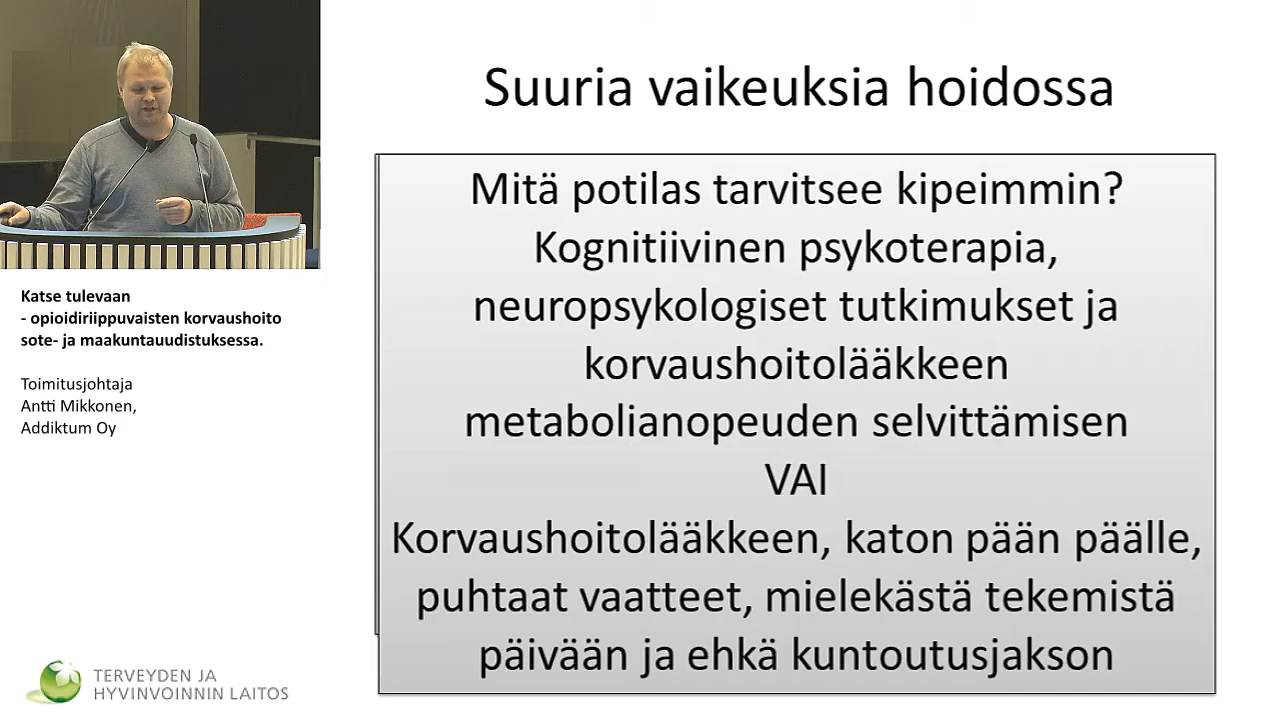 Suuria vaikeuksia hoidossa
Mitä potilas tarvitsee kipeimmin?
Kognitiivinen psykoterapia,
neuropsykologiset tutkimukset ja
korvaushoitolääkkeen
metabolianopeuden selvittämisen
VAI
Korvaushoitolääkkeen, katon pään päälle,
puhtaat vaatteet, mielekästä tekemistä
päivään ja ehkä kuntoutusjakson
Katse tulevaan
- opioidiriippuvaisten korvaushoito
sote- ja maakuntauudistuksessa.
Toimitusjohtaja
Antti Mikkonen,
Addiktum Oy
TERVEYDEN JA
HYVINVOINNIN LAITOS